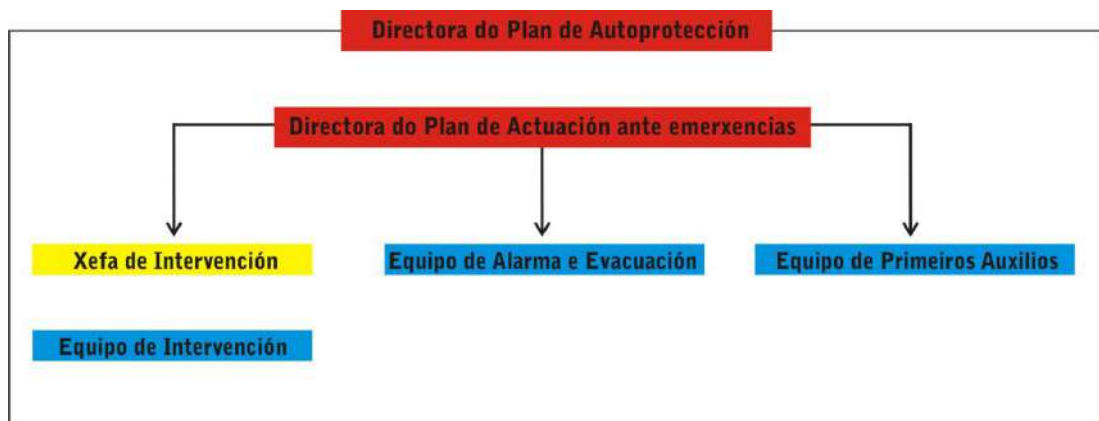 Directora do Plan de Autoprotección
Directora do Plan de Actuación ante emerxencias
Xefa de Intervención
Equipo de Alarma e Evacuación
Equipo de Primeiros Auxilios
Equipo de Intervención